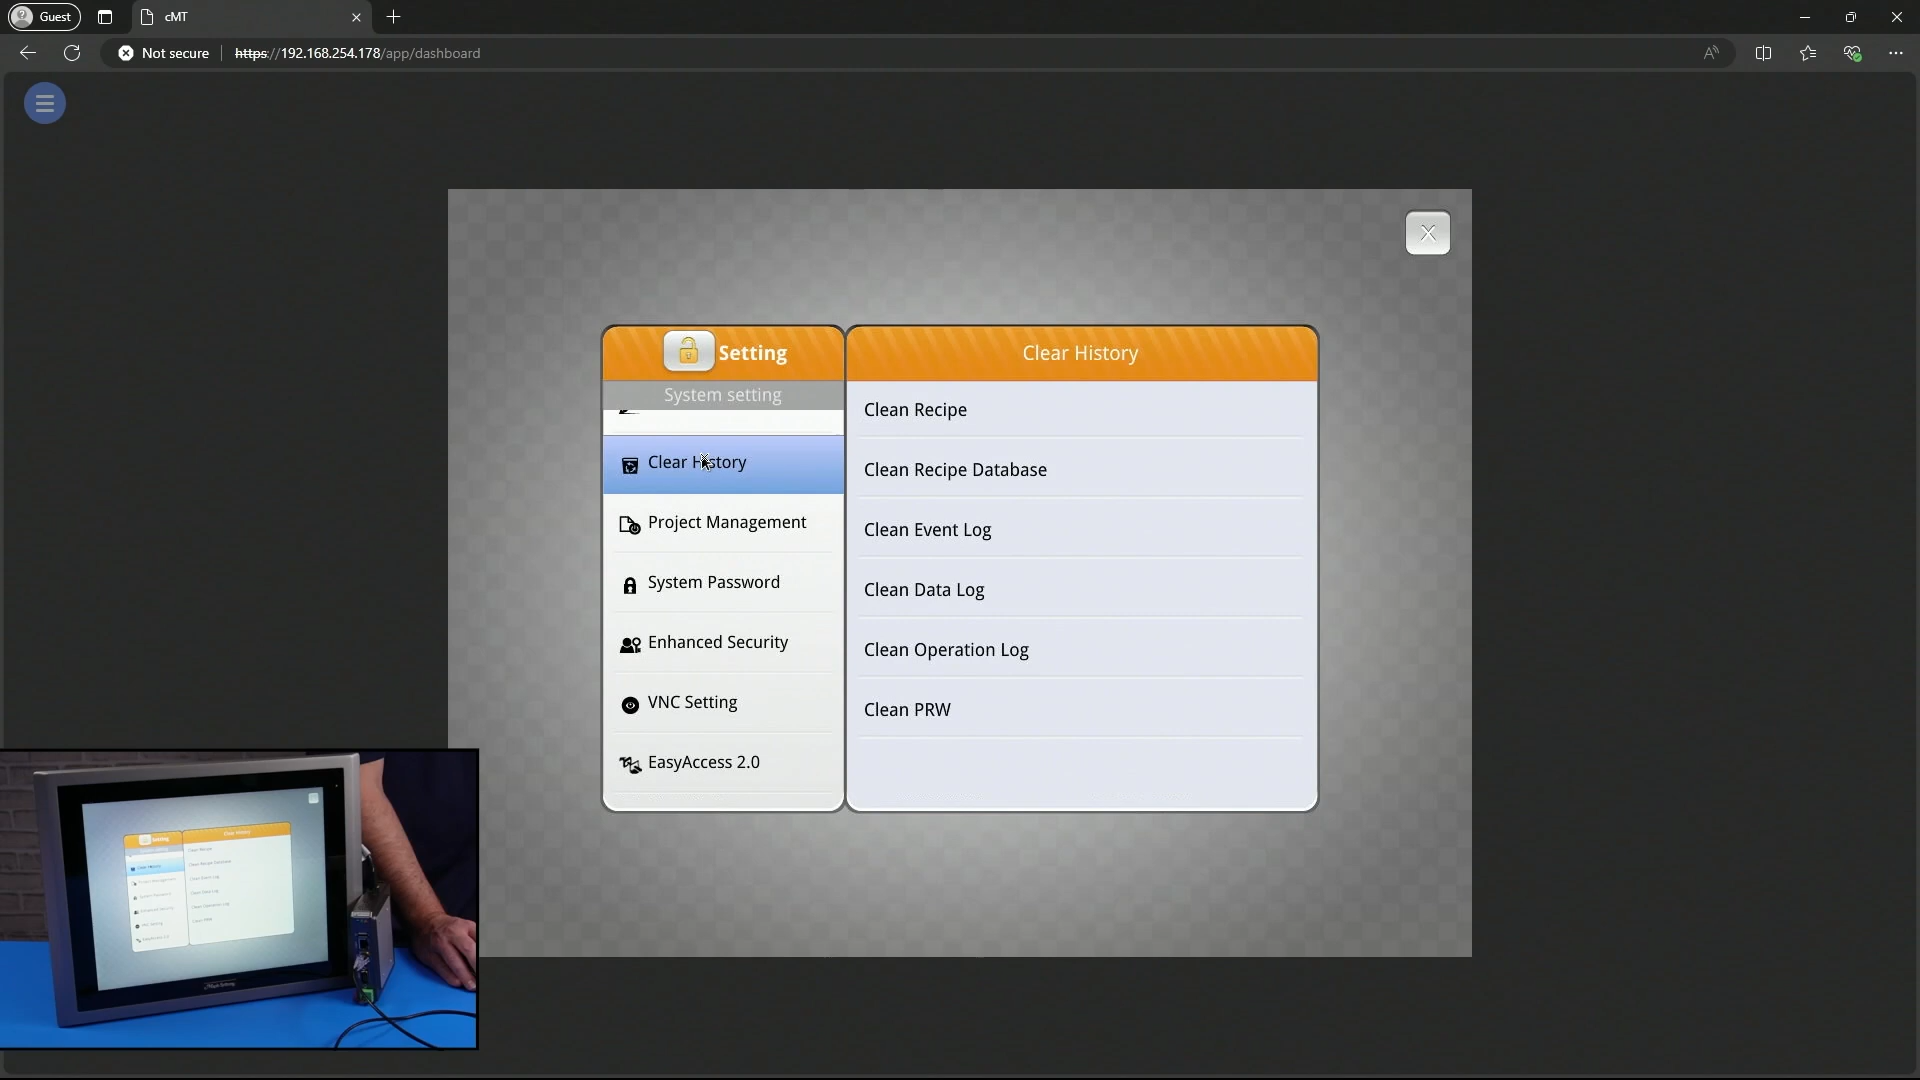 Guest
cMT
Not secure
https://192.168.254.178/app/dashboard
X
Setting
System setting
Clear History
Project Management
System Password
Enhanced Security
VNC Setting
EasyAccess 2.0
Clear History
Clean Recipe
Clean Recipe Database
Clean Event Log
Clean Data Log
Clean Operation Log
Clean PRW